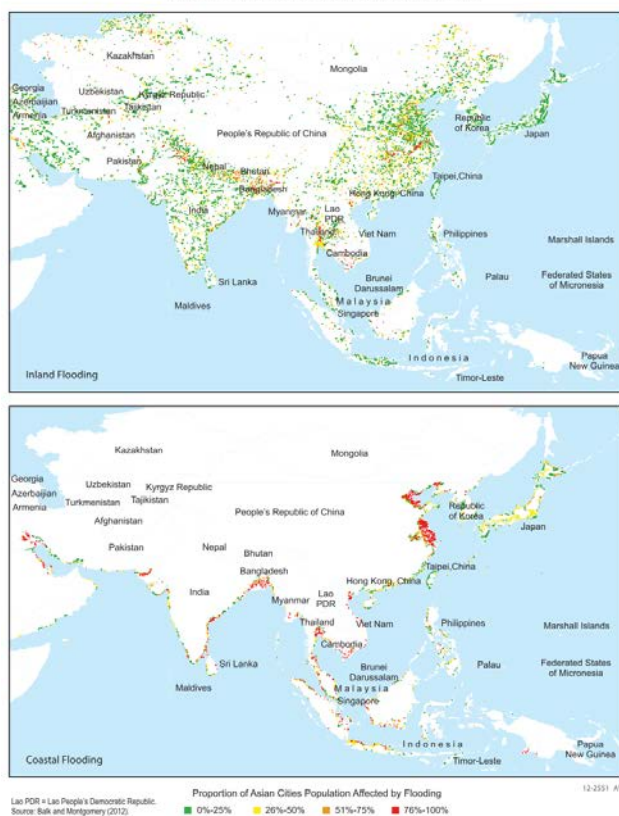 Kazakhstan
Mongolia
Georgia
Uzbekistan
Kyrgyz Republic
Azerbaijan
Turkmenistan
Tajikistan
Armenia
Republic
of Korea
Japan
Afghanistan
People's Republic of China
Pakistan
Nepal
Bhutan
Taipei,China
Bangladesh
Hong Kong, China
India
Myanmar
Lao
PDR
Thailand
Viet Nam
Philippines
Marshall Islands
Cambodia
Sri Lanka
Brunei
Darussalam
Palau
Federated States
of Micronesia
Maldives
Malaysia
Singapore
Indonesia
Papua
New Guinea
Inland Flooding
Timor-Leste
Kazakhstan
Mongolia
Georgia
Uzbekistan
Kyrgyz Republic
Azerbaijan
Turkmenistan
Tajikistan
Armenia
Republic
of Korea
Japan
People's Republic of China
Afghanistan
Pakistan
Nepal
Bhutan
Taipei,China
Bangladesh
Hong Kong, China
India
Myanmar
Lao
PDR
Thailand
Viet Nam
Philippines
Marshall Islands
Cambodia
Sri Lanka
Brunei
Darussalam
Palau
Federated States
of Micronesia
Maldives
Malaysia
Singapore
Indonesia
Papua
New Guinea
Coastal Flooding
Timor-Leste
Lao PDR = Lao People's Democratic Republic.
Source: Balk and Montgomery (2012).
Proportion of Asian Cities Population Affected by Flooding
0%-25% 26%-50% 51%-75% 76%-100%